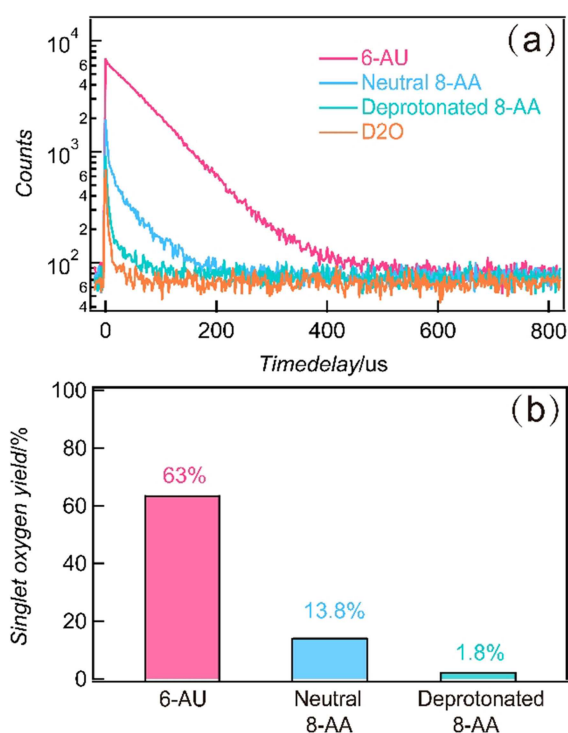 (a)
6-AU
Neutral 8-AA
Deprotonated 8-AA
D2O
Counts
10^4
6
4
2
10^3
6
4
2
10^2
6
4
0
200
400
600
800
Timedelay/us
(b)
Singlet oxygen yield/%
100
80
60
40
20
0
63%
13.8%
1.8%
6-AU
Neutral
8-AA
Deprotonated
8-AA